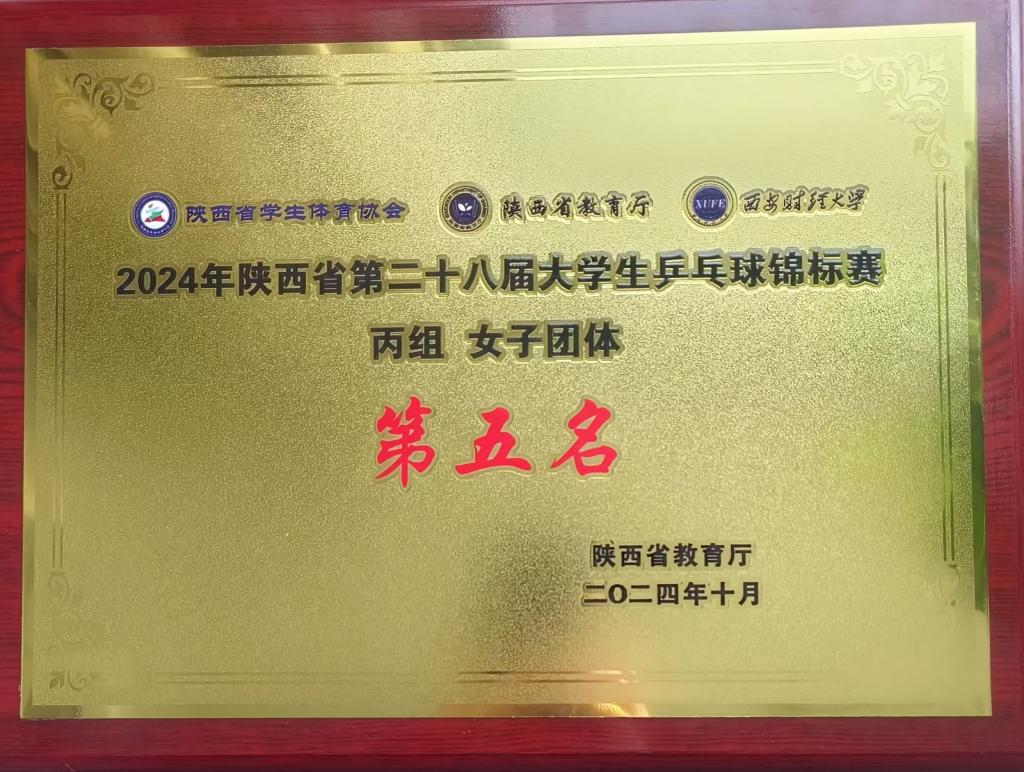 陕西省学生体育协会 陕西省教育厅 XUFE 西安财经大学
2024年陕西省第二十八届大学生乒乓球锦标赛
丙组 女子团体
第五名
陕西省教育厅
二〇二四年十月